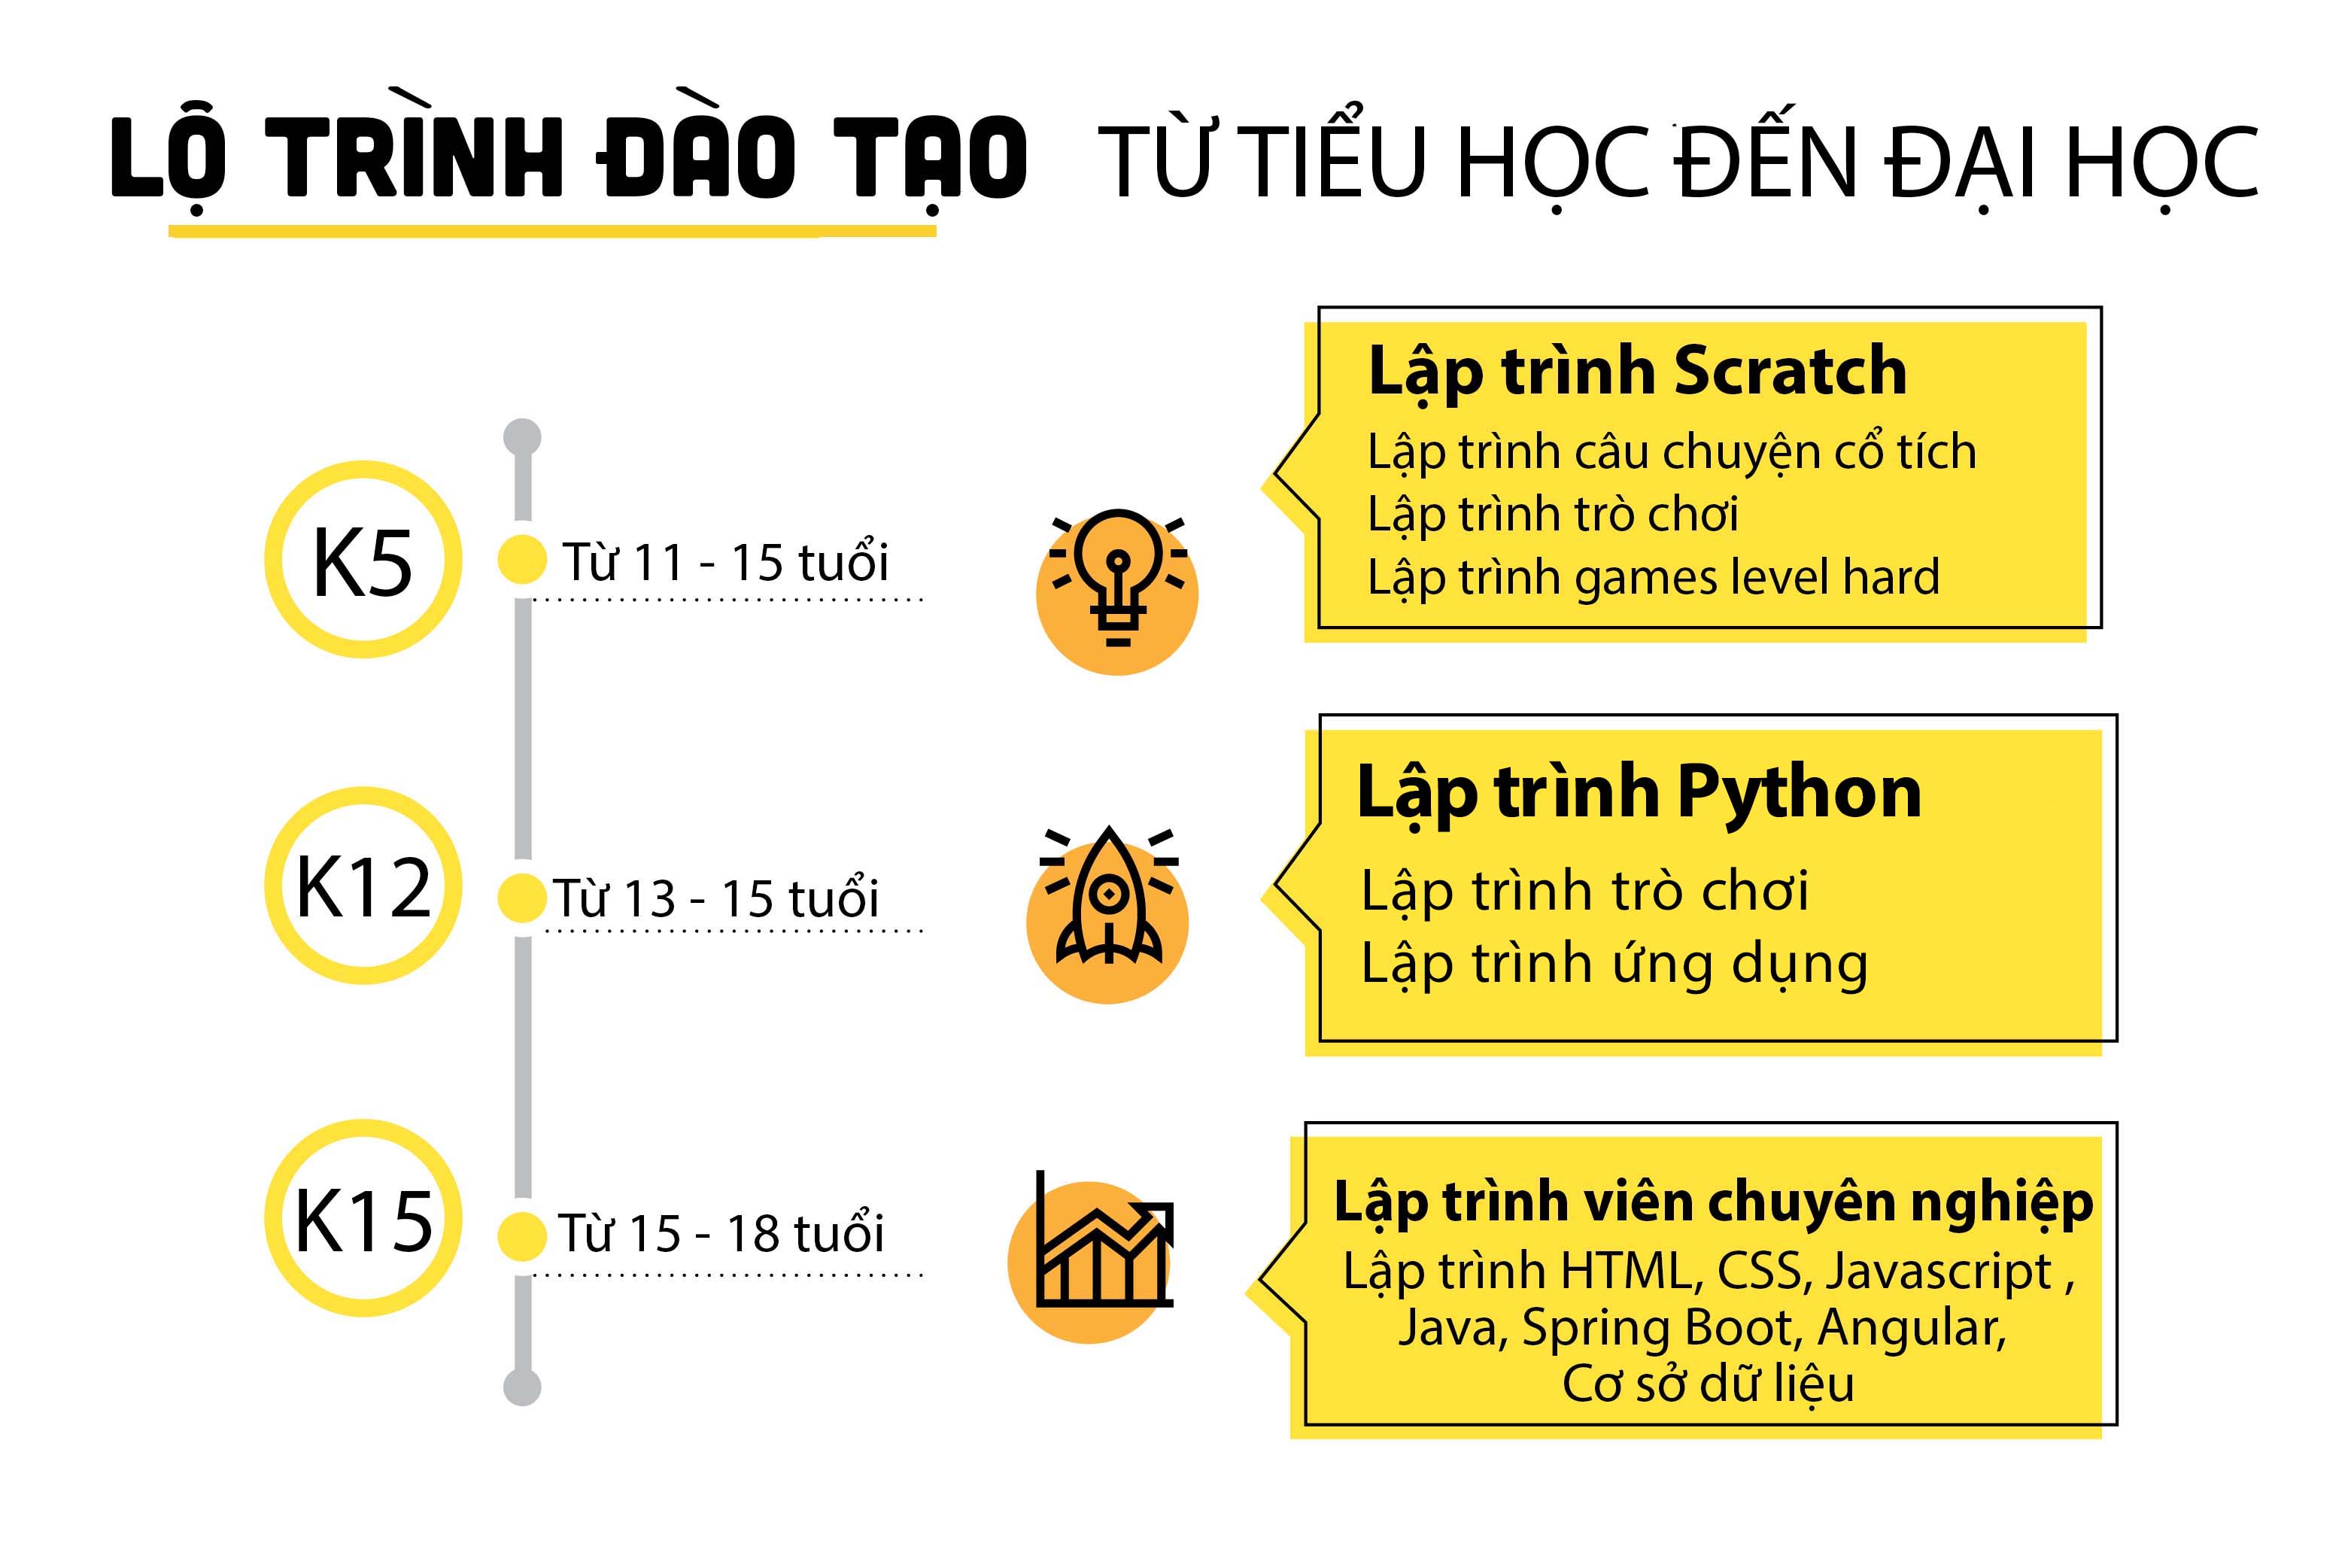 LỘ TRÌNH ĐÀO TẠO TỪ TIỂU HỌC ĐẾN ĐẠI HỌC
K5
Từ 11 - 15 tuổi
Lập trình Scratch
Lập trình câu chuyện cổ tích
Lập trình trò chơi
Lập trình games level hard
K12
Từ 13 - 15 tuổi
Lập trình Python
Lập trình trò chơi
Lập trình ứng dụng
K15
Từ 15 - 18 tuổi
Lập trình viên chuyên nghiệp
Lập trình HTML, CSS, Javascript ,
Java, Spring Boot, Angular,
Cơ sở dữ liệu